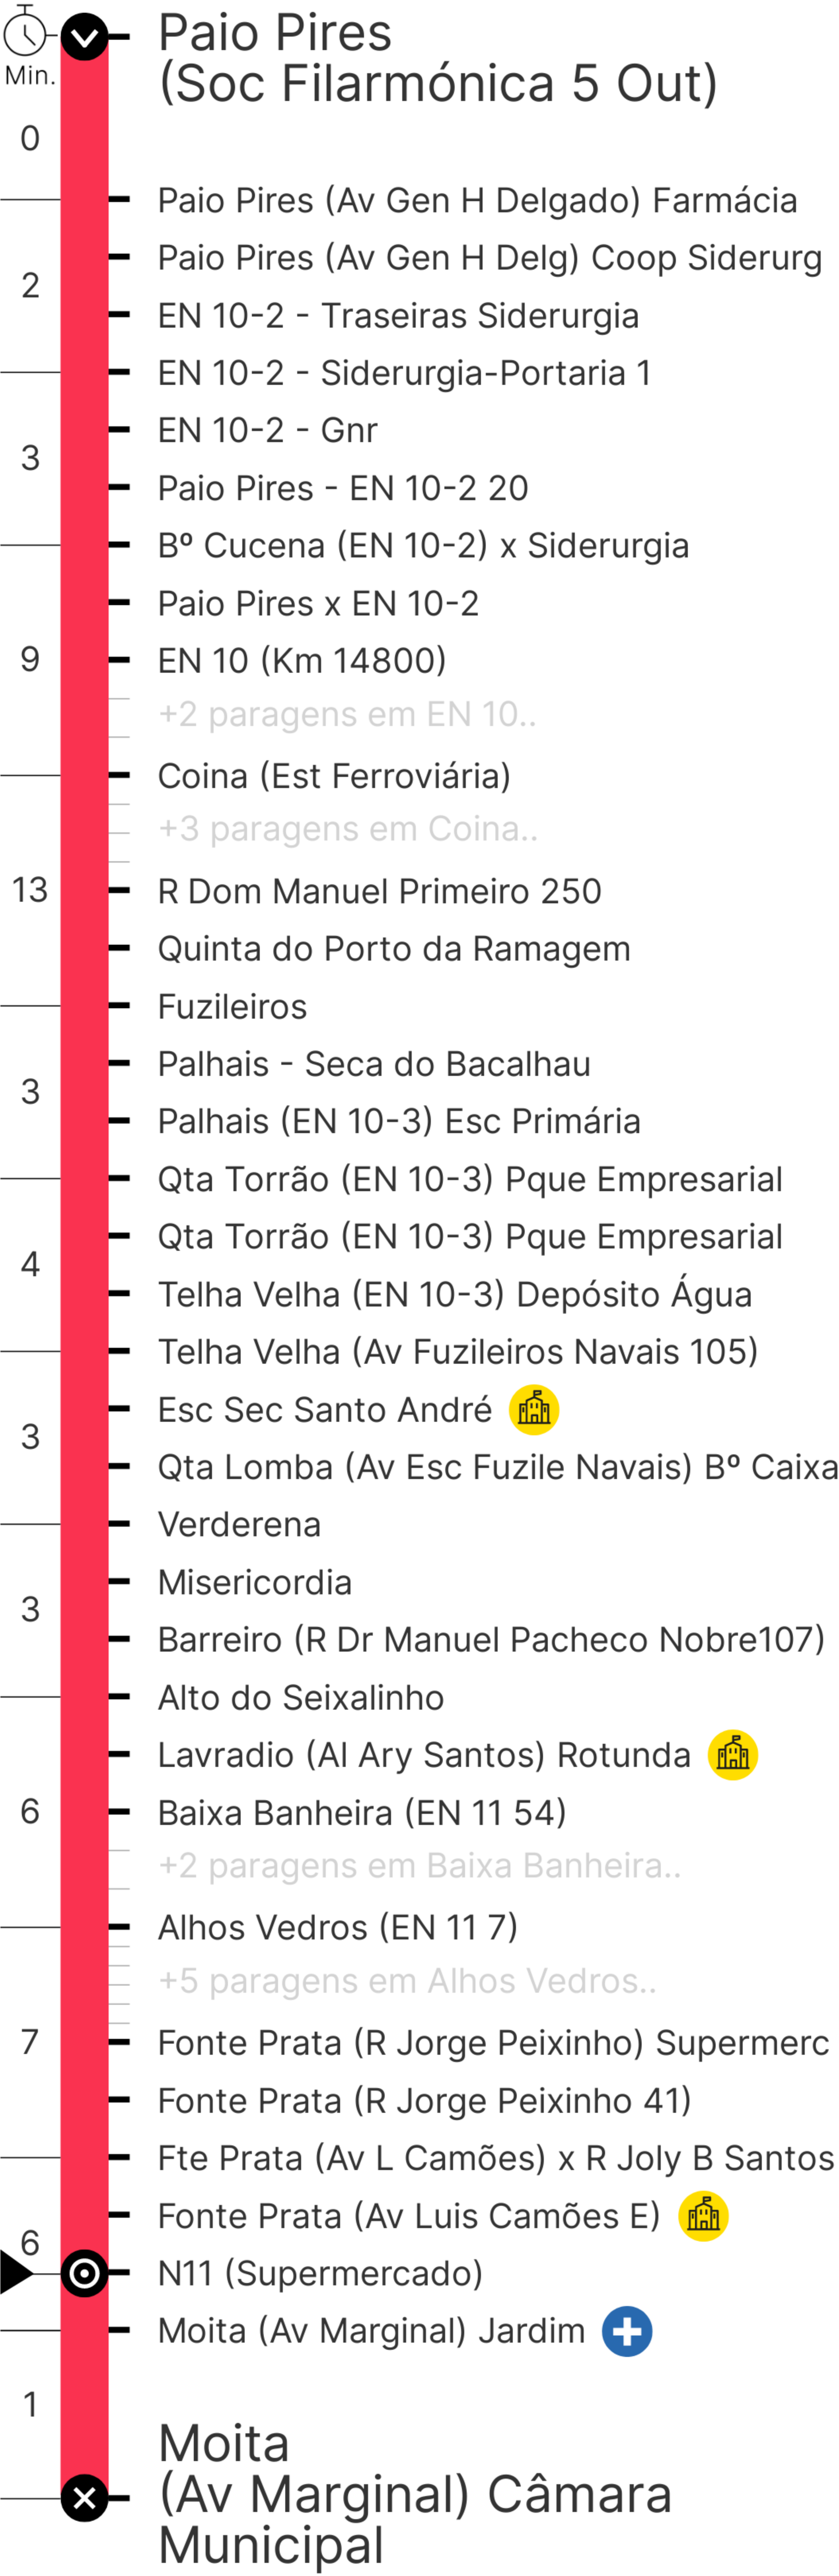 Paio Pires
(Soc Filarmónica 5 Out)
Min.
0
Paio Pires (Av Gen H Delgado) Farmácia
Paio Pires (Av Gen H Delg) Coop Siderurg
2
EN 10-2 - Traseiras Siderurgia
EN 10-2 - Siderurgia-Portaria 1
EN 10-2 - Gnr
3
Paio Pires - EN 10-2 20
Bº Cucena (EN 10-2) x Siderurgia
Paio Pires x EN 10-2
9
EN 10 (Km 14800)
+2 paragens em EN 10..
Coina (Est Ferroviária)
+3 paragens em Coina..
13
R Dom Manuel Primeiro 250
Quinta do Porto da Ramagem
Fuzileiros
Palhais - Seca do Bacalhau
3
Palhais (EN 10-3) Esc Primária
Qta Torrão (EN 10-3) Pque Empresarial
Qta Torrão (EN 10-3) Pque Empresarial
4
Telha Velha (EN 10-3) Depósito Água
Telha Velha (Av Fuzileiros Navais 105)
Esc Sec Santo André
3
Qta Lomba (Av Esc Fuzile Navais) Bº Caixa
Verderena
Misericordia
3
Barreiro (R Dr Manuel Pacheco Nobre107)
Alto do Seixalinho
Lavradio (Al Ary Santos) Rotunda
6
Baixa Banheira (EN 11 54)
+2 paragens em Baixa Banheira..
Alhos Vedros (EN 11 7)
+5 paragens em Alhos Vedros..
7
Fonte Prata (R Jorge Peixinho) Supermerc
Fonte Prata (R Jorge Peixinho 41)
Fte Prata (Av L Camões) x R Joly B Santos
Fonte Prata (Av Luis Camões E)
6
N11 (Supermercado)
Moita (Av Marginal) Jardim
1
Moita
(Av Marginal) Câmara
Municipal